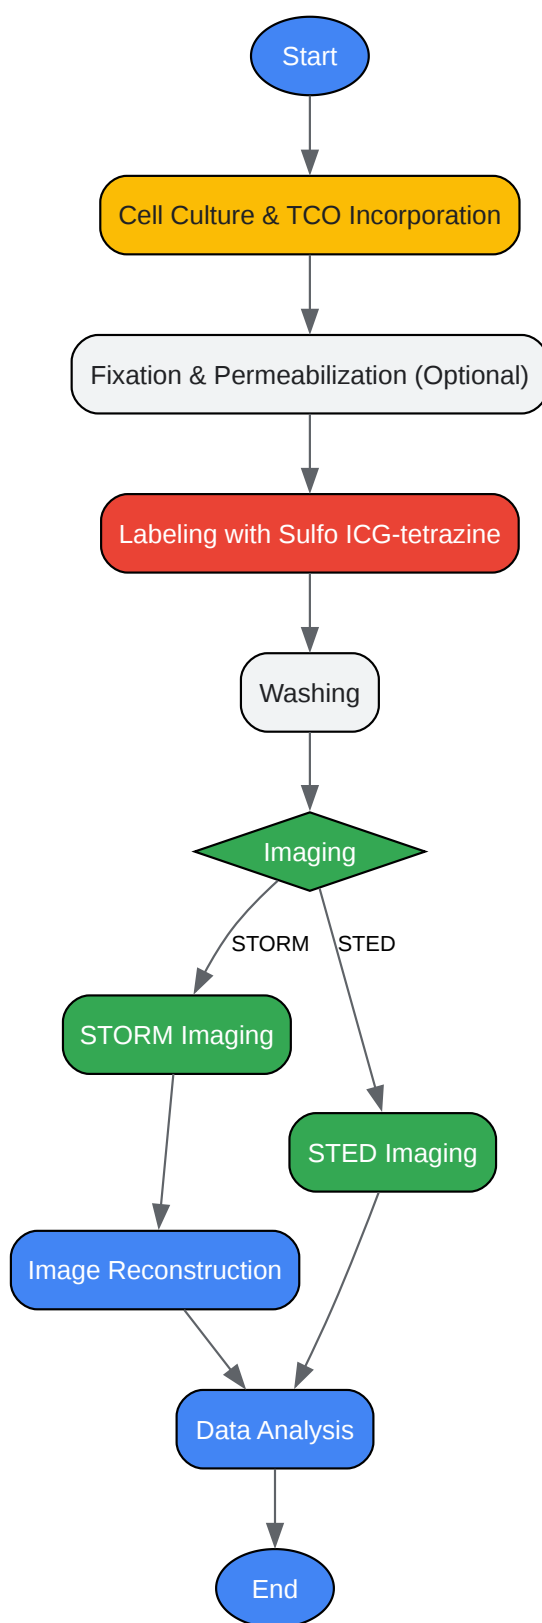 Start
Cell Culture & TCO Incorporation
Fixation & Permeabilization (Optional)
Labeling with Sulfo ICG-tetrazine
Washing
Imaging
STORM
STED
STORM Imaging
STED Imaging
Image Reconstruction
Data Analysis
End